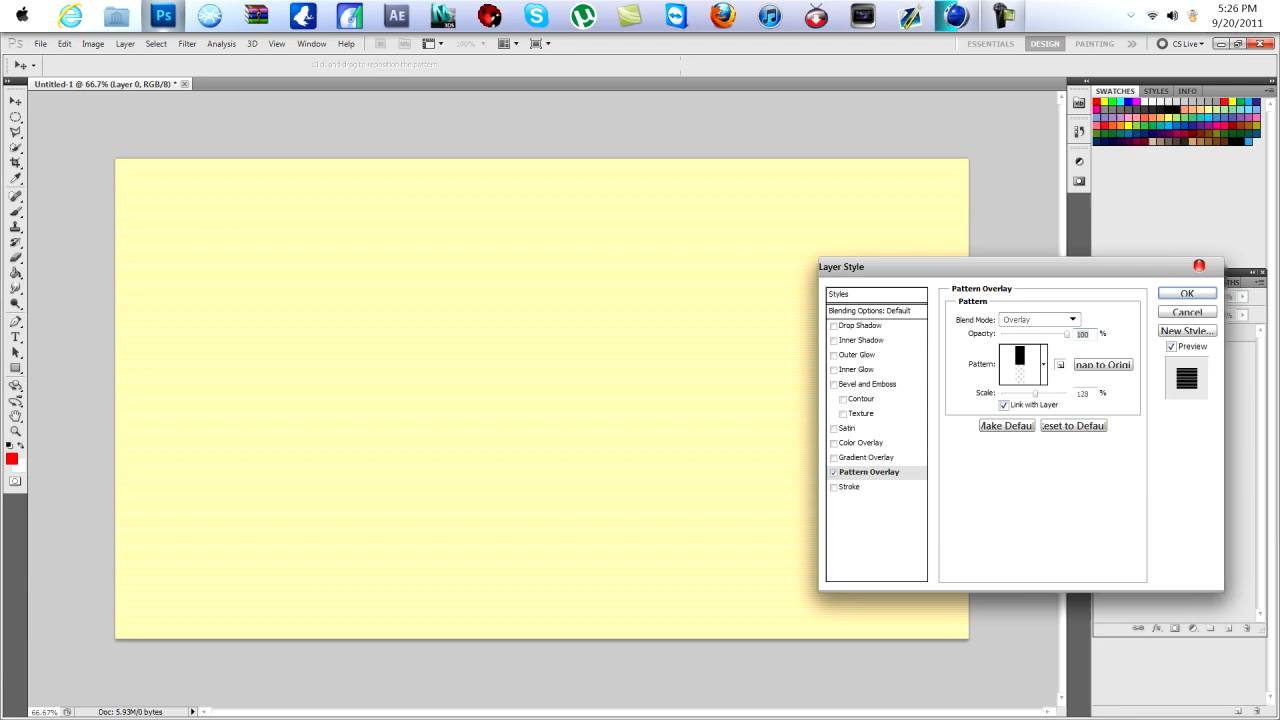 5:26 PM
9/20/2011
Ps File Edit Image Layer Select Filter Analysis 3D View Window Help 100% ESSENTIALS DESIGN PAINTING CS Live
Click and drag to reposition the pattern.
Untitled-1 @ 66.7% (Layer 0, RGB/8) *
SWATCHES STYLES INFO
Layer Style
Styles
Blending Options: Default
Drop Shadow
Inner Shadow
Outer Glow
Inner Glow
Bevel and Emboss
Contour
Texture
Satin
Color Overlay
Gradient Overlay
Pattern Overlay
Stroke
Pattern Overlay
Pattern
Blend Mode: Overlay
Opacity: 100 %
Pattern: nap to Origi
Scale: 128 %
Link with Layer
Make Defaul eset to Defaul
OK
Cancel
New Style...
Preview
THS
66.67% Doc: 5.93M/0 bytes